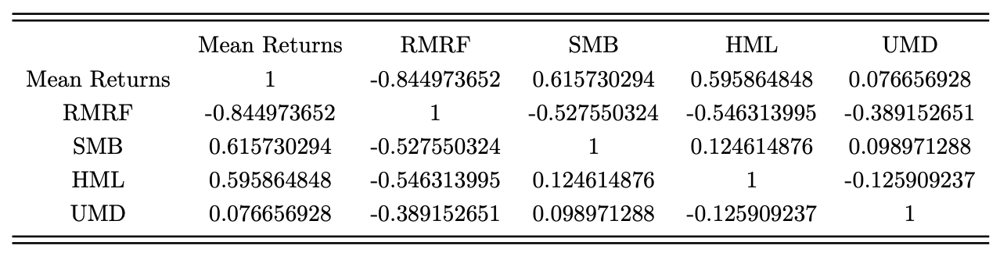 Mean Returns RMRF SMB HML UMD
Mean Returns 1 -0.844973652 0.615730294 0.595864848 0.076656928
RMRF -0.844973652 1 -0.527550324 -0.546313995 -0.389152651
SMB 0.615730294 -0.527550324 1 0.124614876 0.098971288
HML 0.595864848 -0.546313995 0.124614876 1 -0.125909237
UMD 0.076656928 -0.389152651 0.098971288 -0.125909237 1